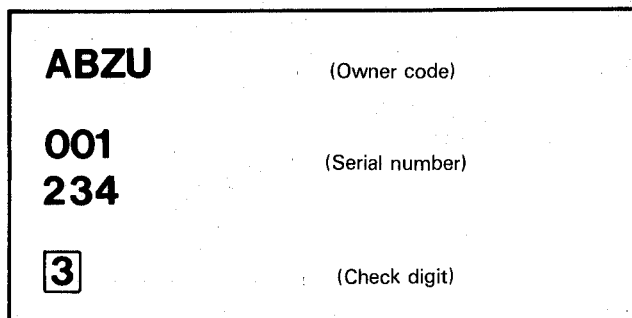 ABZU (Owner code)
001
(Serial number)
234
3 (Check digit)